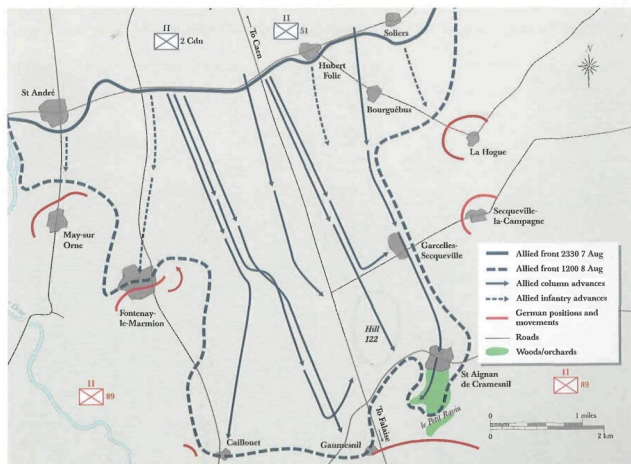 II
2 Cdn
II
51
To Caen
Soliers
Hubert
Folie
St André
Bourguébus
La Hogue
Secqueville-
la-Campagne
May-sur
Orne
Garcelles-
Secqueville
Fontenay-
le-Marmion
Hill
122
St Aignan
de Cramesnil
II
89
II
89
le Petit Ravin
To Falaise
Caillouet
Gaumesnil
N
Allied front 2330 7 Aug
Allied front 1200 8 Aug
Allied column advances
Allied infantry advances
German positions and
movements
Roads
Woods/orchards
0
1 miles
0
2 km